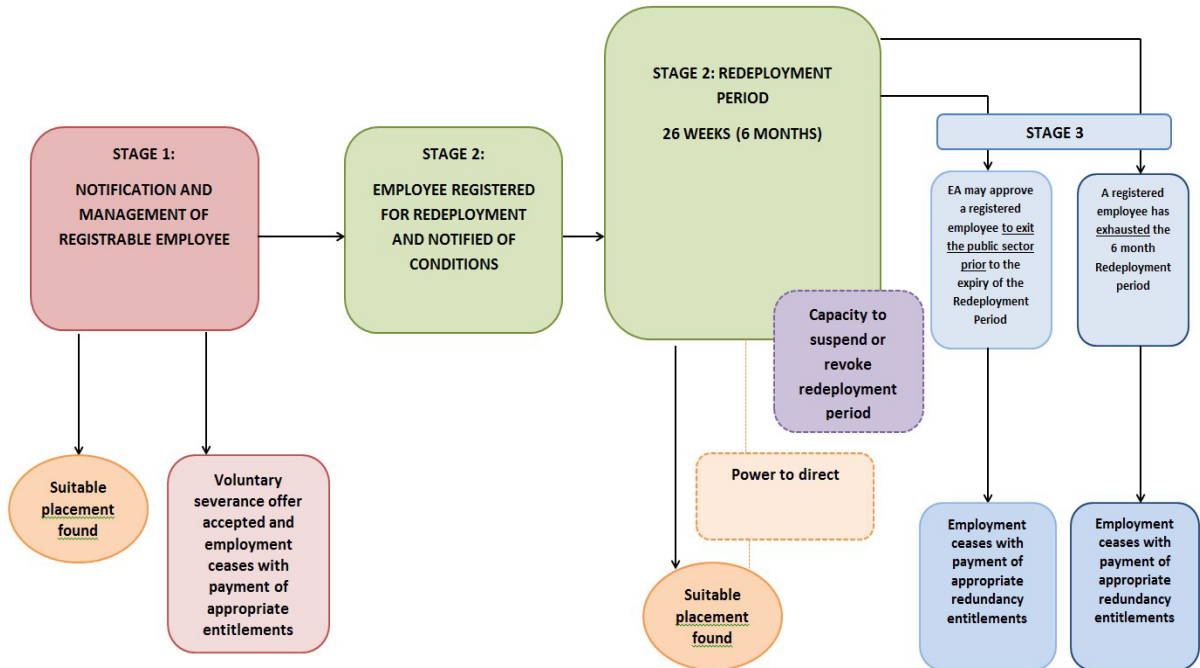 STAGE 1:
NOTIFICATION AND
MANAGEMENT OF
REGISTRABLE EMPLOYEE
STAGE 2:
EMPLOYEE REGISTERED
FOR REDEPLOYMENT
AND NOTIFIED OF
CONDITIONS
STAGE 2: REDEPLOYMENT
PERIOD
26 WEEKS (6 MONTHS)
STAGE 3
EA may approve
a registered
employee to exit
the public sector
prior to the
expiry of the
Redeployment
Period
A registered
employee has
exhausted the
6 month
Redeployment
period
Capacity to
suspend or
revoke
redeployment
period
Power to direct
Suitable
placement
found
Voluntary
severance offer
accepted and
employment
ceases with
payment of
appropriate
entitlements
Suitable
placement
found
Employment
ceases with
payment of
appropriate
redundancy
entitlements
Employment
ceases with
payment of
appropriate
redundancy
entitlements